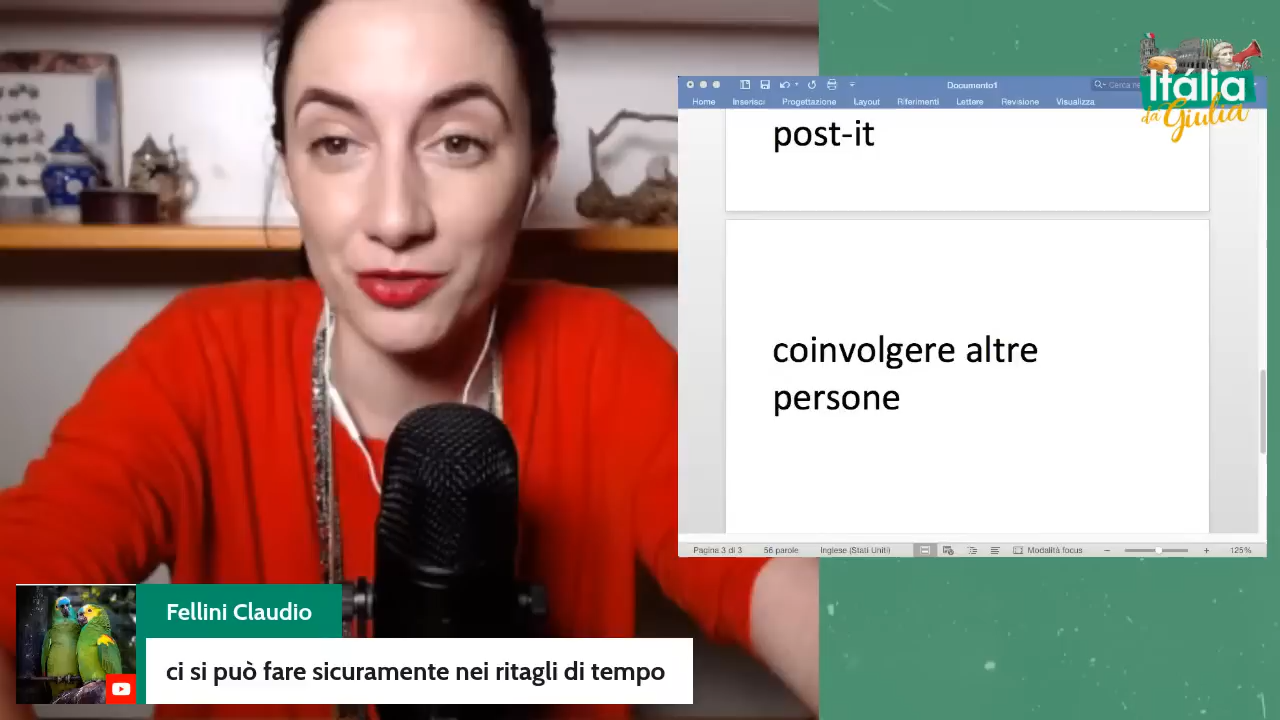 Itália
da Giulia
Documento1
Cerca ne
Home Inserisci Progettazione Layout Riferimenti Lettere Revisione Visualizza
post-it
coinvolgere altre
persone
Pagina 3 di 3 56 parole Inglese (Stati Uniti) Modalità focus 125%
Fellini Claudio
ci si può fare sicuramente nei ritagli di tempo